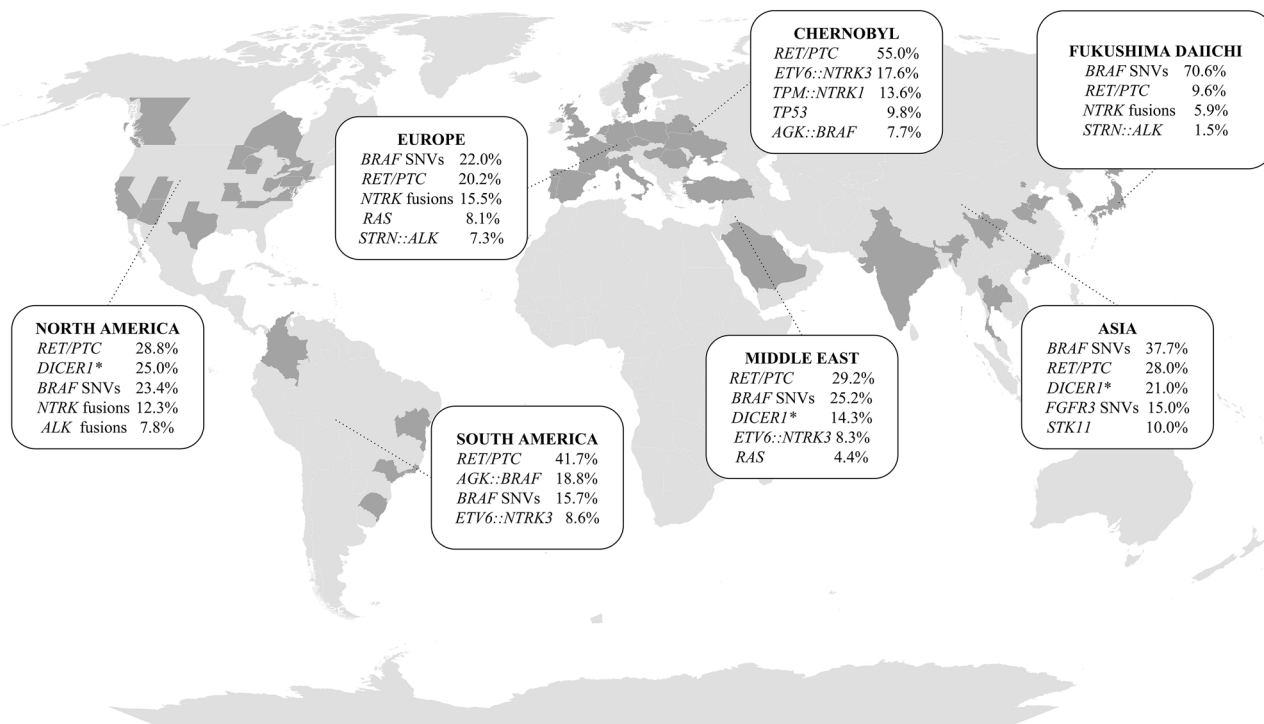 CHERNOBYL
RET/PTC 55.0%
ETV6::NTRK3 17.6%
TPM::NTRK1 13.6%
TP53 9.8%
AGK::BRAF 7.7%
FUKUSHIMA DAIICHI
BRAF SNVs 70.6%
RET/PTC 9.6%
NTRK fusions 5.9%
STRN::ALK 1.5%
EUROPE
BRAF SNVs 22.0%
RET/PTC 20.2%
NTRK fusions 15.5%
RAS 8.1%
STRN::ALK 7.3%
NORTH AMERICA
RET/PTC 28.8%
DICER1* 25.0%
BRAF SNVs 23.4%
NTRK fusions 12.3%
ALK fusions 7.8%
SOUTH AMERICA
RET/PTC 41.7%
AGK::BRAF 18.8%
BRAF SNVs 15.7%
ETV6::NTRK3 8.6%
MIDDLE EAST
RET/PTC 29.2%
BRAF SNVs 25.2%
DICER1* 14.3%
ETV6::NTRK3 8.3%
RAS 4.4%
ASIA
BRAF SNVs 37.7%
RET/PTC 28.0%
DICER1* 21.0%
FGFR3 SNVs 15.0%
STK11 10.0%